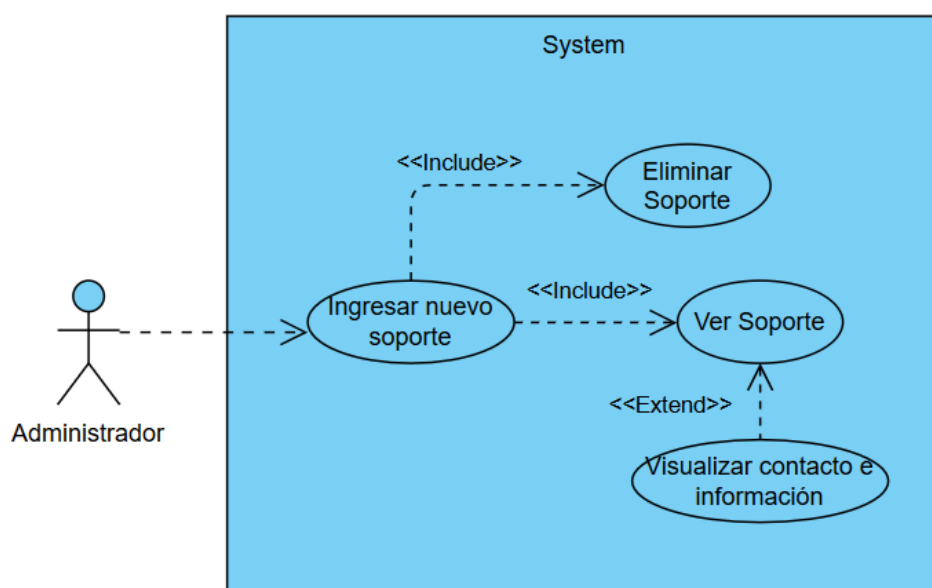 System
<<Include>>
Eliminar
Soporte
<<Include>>
Ingresar nuevo
soporte
Ver Soporte
<<Extend>>
Administrador
Visualizar contacto e
información